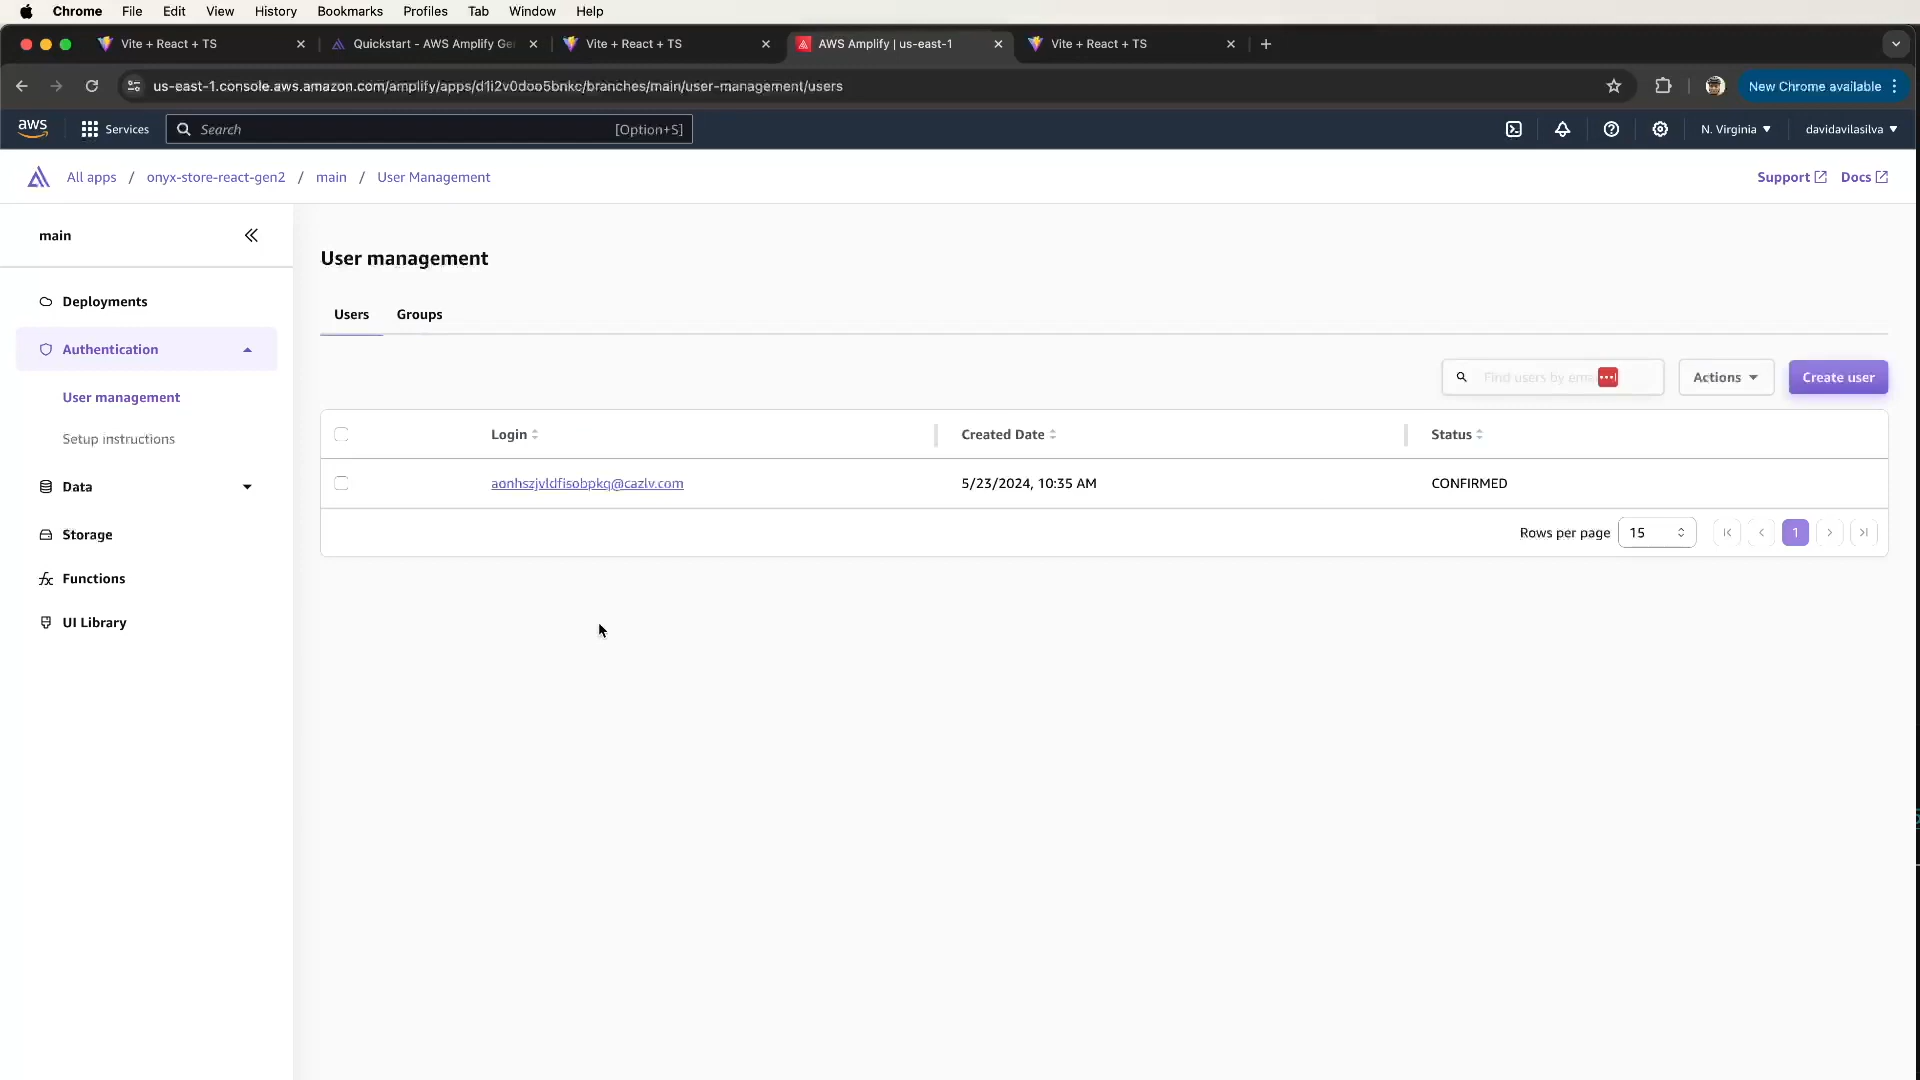 Chrome File Edit View History Bookmarks Profiles Tab Window Help
Vite + React + TS Quickstart - AWS Amplify Ge Vite + React + TS AWS Amplify | us-east-1 Vite + React + TS
us-east-1.console.aws.amazon.com/amplify/apps/d1i2v0doo5bnkc/branches/main/user-management/users New Chrome available
aws Services Search [Option+S] N. Virginia davidavilasilva
All apps / onyx-store-react-gen2 / main / User Management Support Docs
main
User management
Deployments
Users Groups
Authentication
Find users by ema Actions Create user
User management
Login Created Date Status
Setup instructions
aonhszjvldfisobpkq@cazlv.com 5/23/2024, 10:35 AM CONFIRMED
Data
Rows per page 15 1
Storage
Functions
UI Library